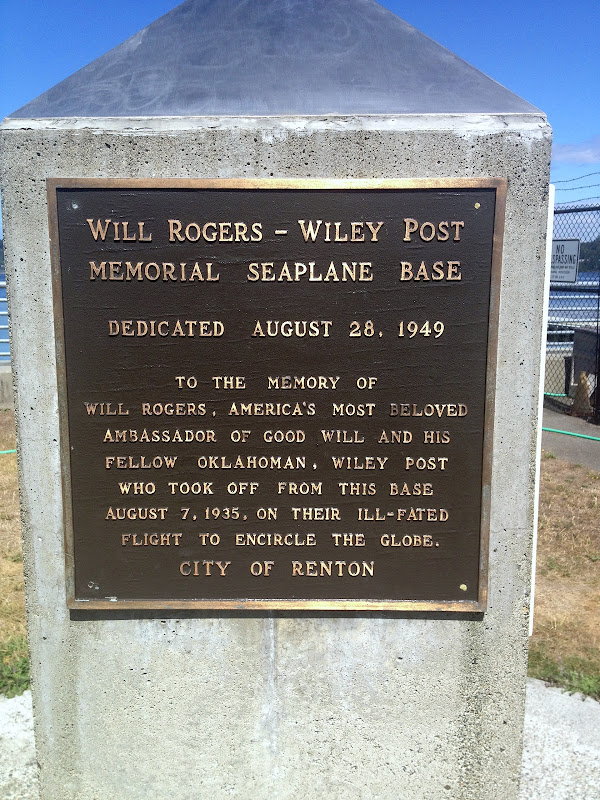 WILL ROGERS – WILEY POST
MEMORIAL SEAPLANE BASE
DEDICATED AUGUST 28, 1949
TO THE MEMORY OF
WILL ROGERS, AMERICA'S MOST BELOVED
AMBASSADOR OF GOOD WILL AND HIS
FELLOW OKLAHOMAN, WILEY POST
WHO TOOK OFF FROM THIS BASE
AUGUST 7, 1935, ON THEIR ILL-FATED
FLIGHT TO ENCIRCLE THE GLOBE.
CITY OF RENTON
NO